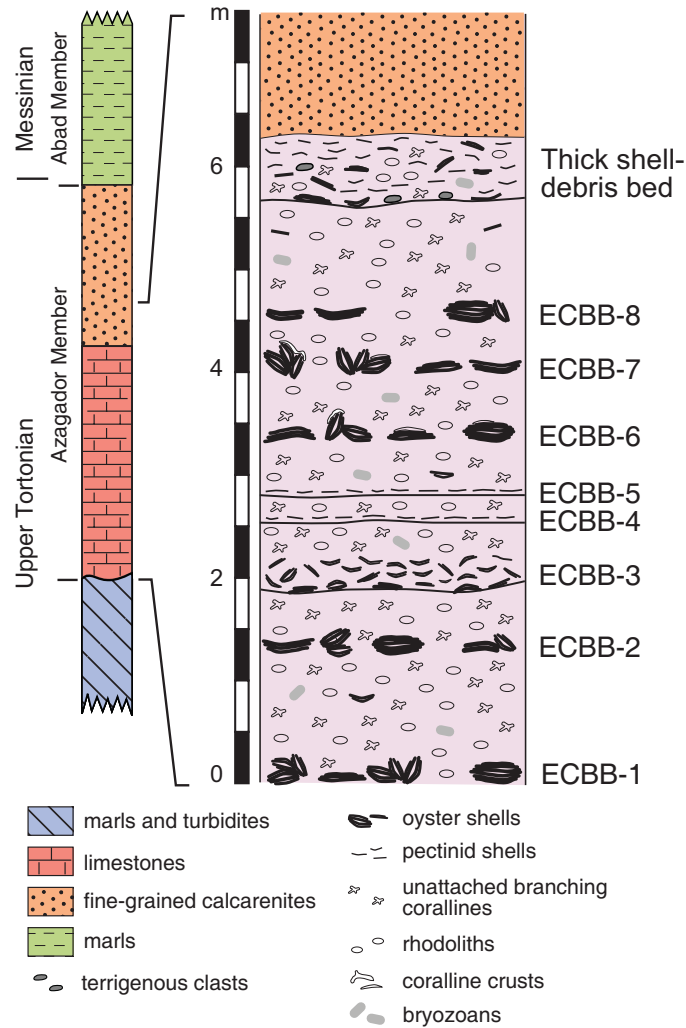 Messinian
Abad Member
Upper Tortonian
Azagador Member
m
6
4
2
0
Thick shell-
debris bed
ECBB-8
ECBB-7
ECBB-6
ECBB-5
ECBB-4
ECBB-3
ECBB-2
ECBB-1
marls and turbidites
limestones
fine-grained calcarenites
marls
terrigenous clasts
oyster shells
pectinid shells
unattached branching
corallines
rhodoliths
coralline crusts
bryozoans